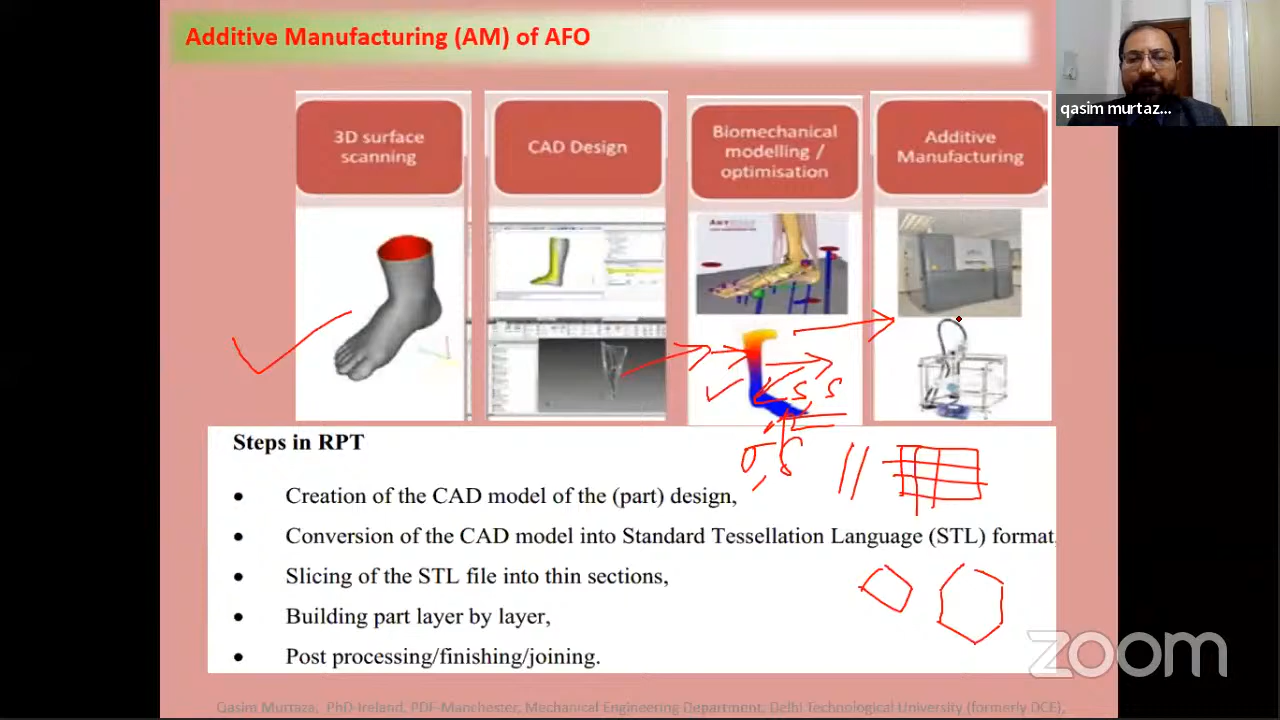 Additive Manufacturing (AM) of AFO
qasim murtaz...
3D surface
scanning
CAD Design
Biomechanical
modelling /
optimisation
Additive
Manufacturing
Steps in RPT
• Creation of the CAD model of the (part) design,
• Conversion of the CAD model into Standard Tessellation Language (STL) format,
• Slicing of the STL file into thin sections,
• Building part layer by layer,
• Post processing/finishing/joining.
zoom
Qasim Murtaza, PhD-Ireland, PDF-Manchester, Mechanical Engineering Department, Delhi Technological University (formerly DCE),